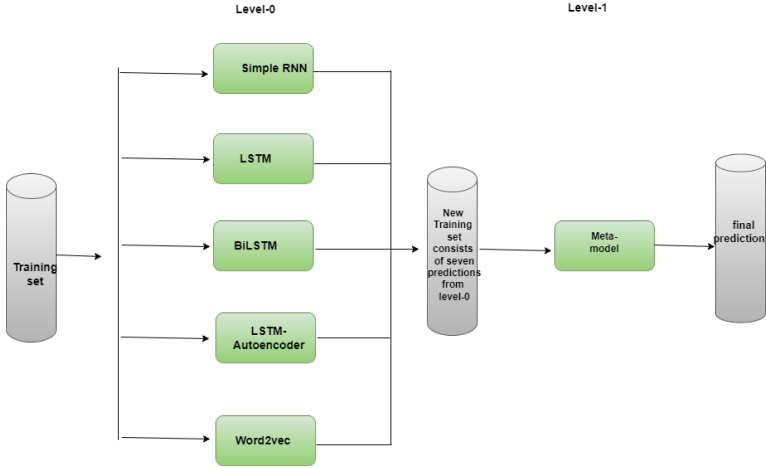 Level-0
Level-1
Simple RNN
LSTM
BiLSTM
LSTM-
Autoencoder
Word2vec
Training
set
New
Training
set
consists
of seven
predictions
from
level-0
Meta-
model
final
prediction